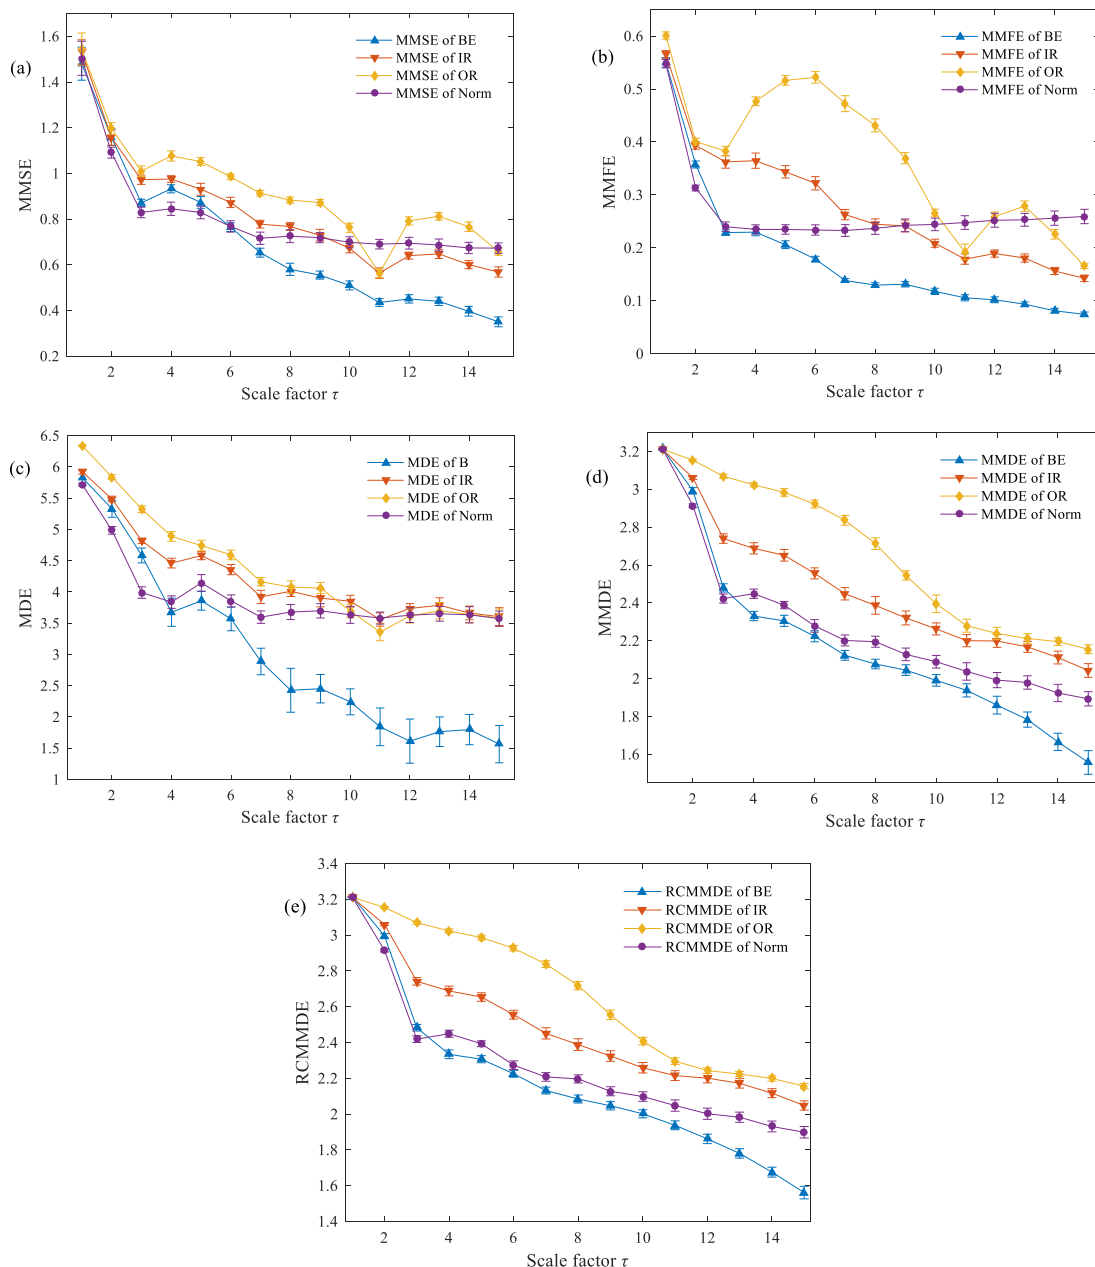 (a)
MMSE of BE
MMSE of IR
MMSE of OR
MMSE of Norm
1.6
1.4
1.2
1
0.8
0.6
0.4
0.2
MMSE
2 4 6 8 10 12 14
Scale factor τ
(b)
MMFE of BE
MMFE of IR
MMFE of OR
MMFE of Norm
0.6
0.5
0.4
0.3
0.2
0.1
0
MMFE
2 4 6 8 10 12 14
Scale factor τ
(c)
MDE of B
MDE of IR
MDE of OR
MDE of Norm
6.5
6
5.5
5
4.5
4
3.5
3
2.5
2
1.5
1
MDE
2 4 6 8 10 12 14
Scale factor τ
(d)
MMDE of BE
MMDE of IR
MMDE of OR
MMDE of Norm
3.2
3
2.8
2.6
2.4
2.2
2
1.8
1.6
MMDE
2 4 6 8 10 12 14
Scale factor τ
(e)
RCMMDE of BE
RCMMDE of IR
RCMMDE of OR
RCMMDE of Norm
3.4
3.2
3
2.8
2.6
2.4
2.2
2
1.8
1.6
1.4
RCMMDE
2 4 6 8 10 12 14
Scale factor τ